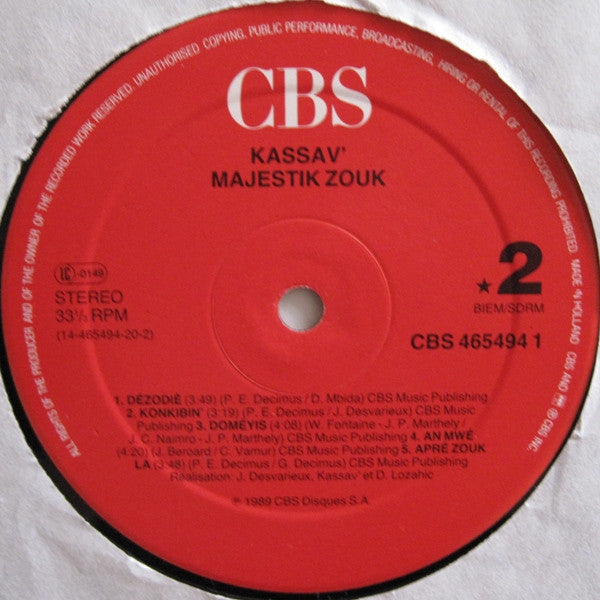 ALL RIGHTS OF THE PRODUCER AND OF THE OWNER OF THE RECORDED WORK RESERVED. UNAUTHORISED COPYING, PUBLIC PERFORMANCE, BROADCASTING, HIRING OR RENTAL OF THIS RECORDING PROHIBITED. MADE IN HOLLAND CBS AND ℗ CBS INC.
CBS
KASSAV'
MAJESTIK ZOUK
LC-0149
STEREO
33⅓ RPM
(14-465494-20-2)
★2
BIEM/SDRM
CBS 465494 1
1. DÉZODIÉ (3:49) (P. E. Decimus / D. Mbida) CBS Music Publishing
2. KONKIBIN' (3:19) (P. E. Decimus / J. Desvarieux) CBS Music
Publishing 3. DOMÉYIS (4:08) (W. Fontaine - J. P. Marthely /
J. C. Naimro - J. P. Marthely) CBS Music Publishing 4. AN MWÉ
(4:20) (J. Beroard / C. Vamur) CBS Music Publishing 5. APRÉ ZOUK
LA (3:48) (P. E. Decimus / G. Decimus) CBS Music Publishing
Réalisation: J. Desvarieux, Kassav' et D. Lozahic
℗ 1989 CBS Disques S.A.